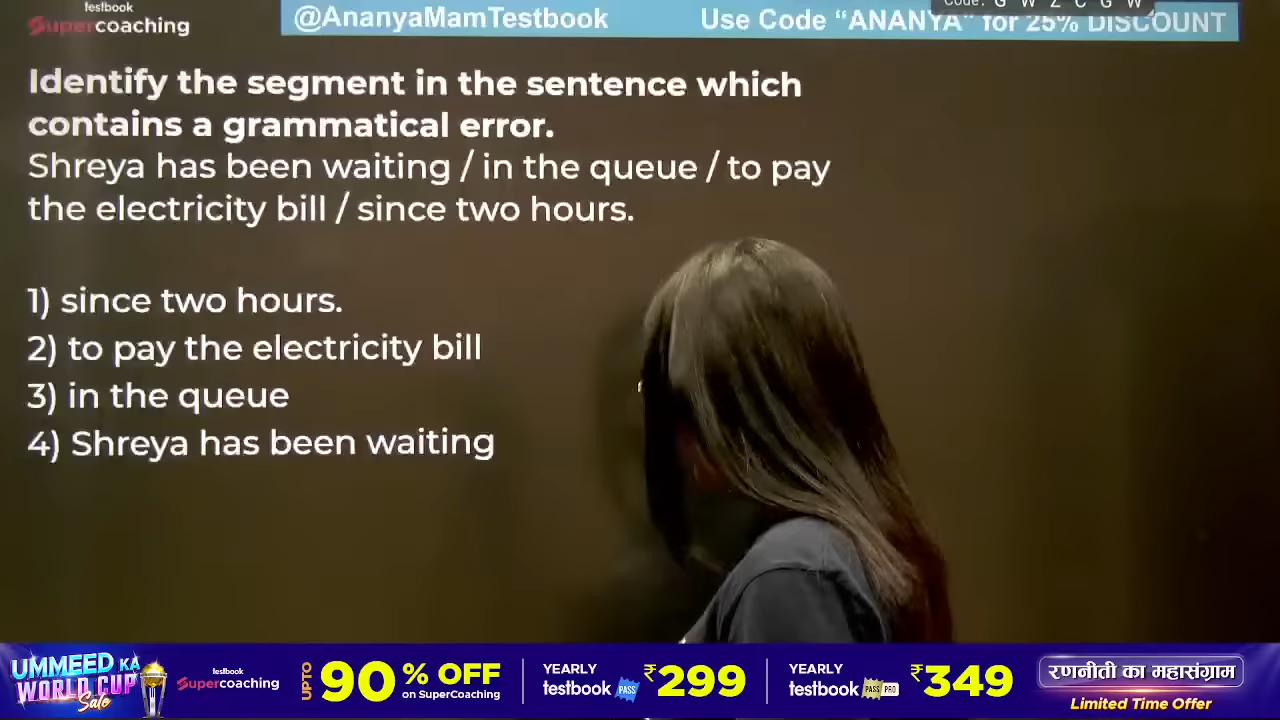 testbook
Supercoaching
@AnanyaMamTestbook
Use Code “ANANYA” for 25% DISCOUNT
Code: G W Z C G W
Identify the segment in the sentence which
contains a grammatical error.
Shreya has been waiting / in the queue / to pay
the electricity bill / since two hours.
1) since two hours.
2) to pay the electricity bill
3) in the queue
4) Shreya has been waiting
UMMEED KA
WORLD CUP
Sale
testbook
Supercoaching
UPTO
90% OFF
on SuperCoaching
YEARLY
testbook PASS
₹299
YEARLY
testbook PASS PRO
₹349
रणनीती का महासंग्राम
Limited Time Offer